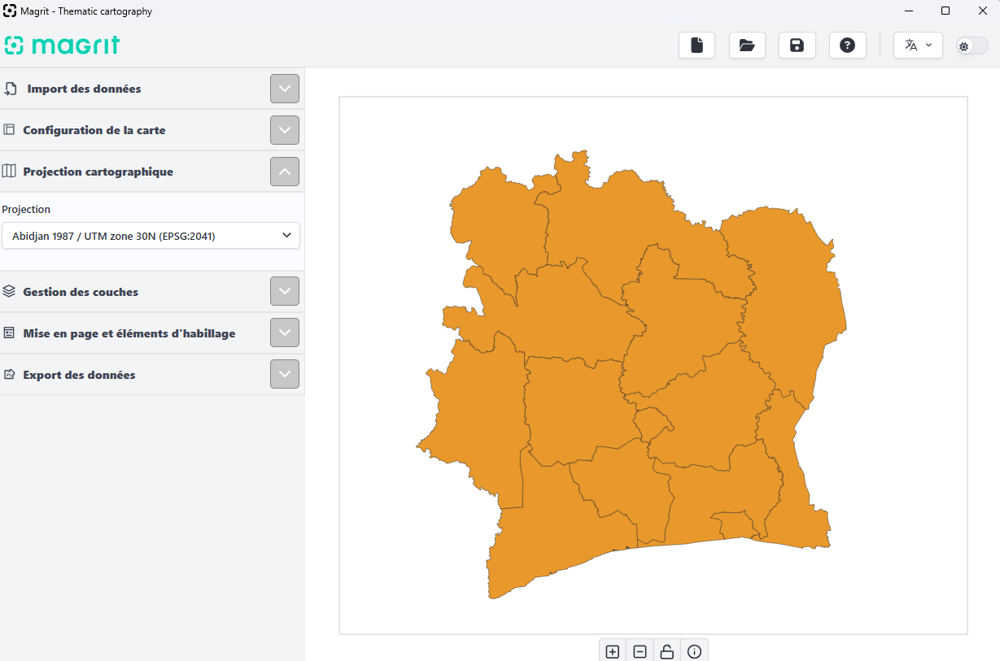 Magrit - Thematic cartography
magrit
Import des données
Configuration de la carte
Projection cartographique
Projection
Abidjan 1987 / UTM zone 30N (EPSG:2041)
Gestion des couches
Mise en page et éléments d'habillage
Export des données